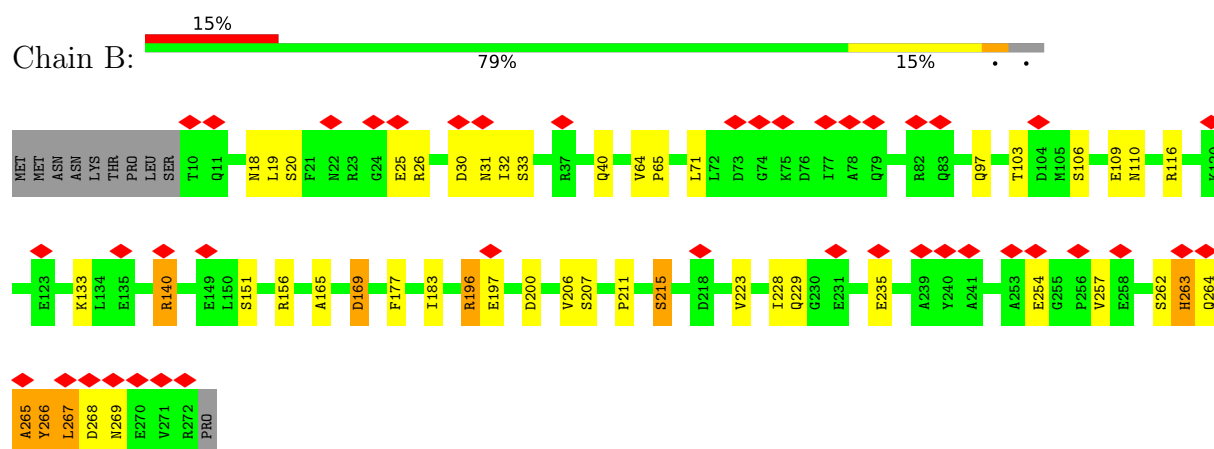 15%
Chain B:
79% 15% • •
MET MET ASN ASN LYS THR PRO LEU SER T10 Q11 N18 L19 S20 F21 N22 R23 G24 E25 R26 D30 N31 I32 S33 R37 Q40 V64 P65 L71 L72 D73 G74 K75 D76 I77 A78 Q79 R82 Q83 Q97 T103 D104 M105 S106 E109 N110 R116 K120
E123 K133 L134 E135 R140 E149 L150 S151 R156 A165 D169 F177 I183 R196 E197 D200 V206 S207 P211 S215 D218 V223 I228 Q229 G230 E231 E235 A239 Y240 A241 A253 E254 G255 P256 V257 E258 S262 H263 Q264
A265 Y266 L267 D268 N269 E270 V271 R272 PRO